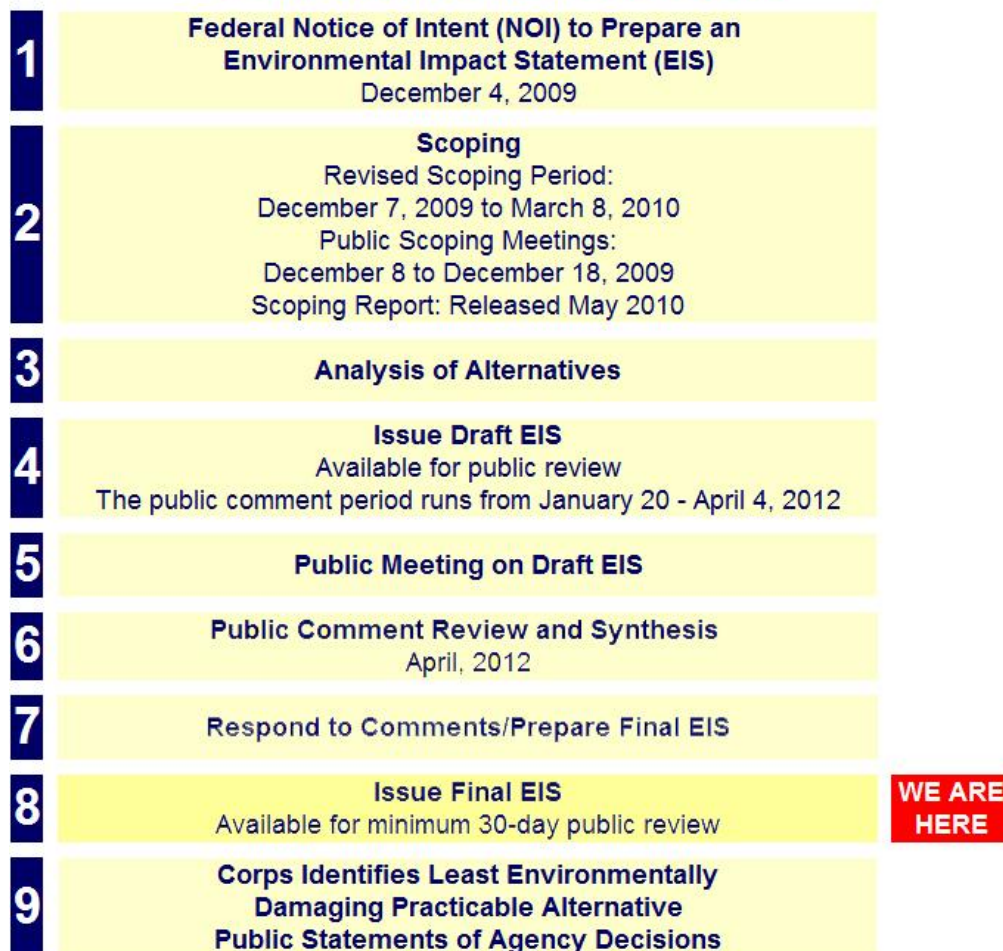 1
Federal Notice of Intent (NOI) to Prepare an
Environmental Impact Statement (EIS)
December 4, 2009
2
Scoping
Revised Scoping Period:
December 7, 2009 to March 8, 2010
Public Scoping Meetings:
December 8 to December 18, 2009
Scoping Report: Released May 2010
3
Analysis of Alternatives
4
Issue Draft EIS
Available for public review
The public comment period runs from January 20 - April 4, 2012
5
Public Meeting on Draft EIS
6
Public Comment Review and Synthesis
April, 2012
7
Respond to Comments/Prepare Final EIS
8
Issue Final EIS
Available for minimum 30-day public review
WE ARE
HERE
9
Corps Identifies Least Environmentally
Damaging Practicable Alternative
Public Statements of Agency Decisions